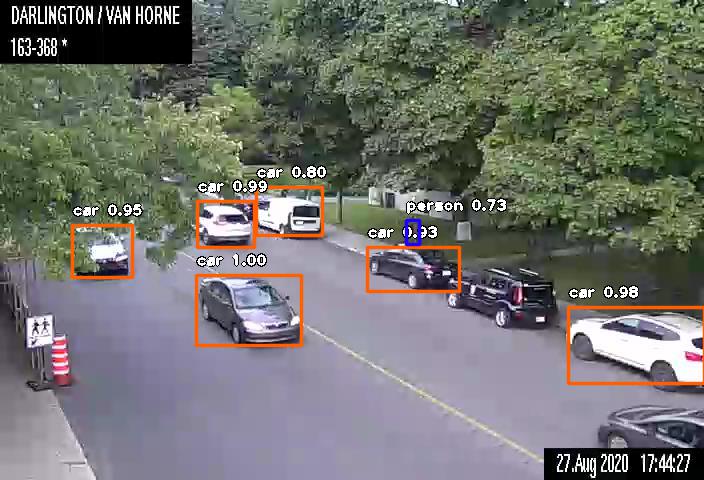 DARLINGTON / VAN HORNE
163-368 *
car 0.80
car 0.99
person 0.73
car 0.95
car 0.93
car 1.00
car 0.98
27.Aug 2020 17:44:27